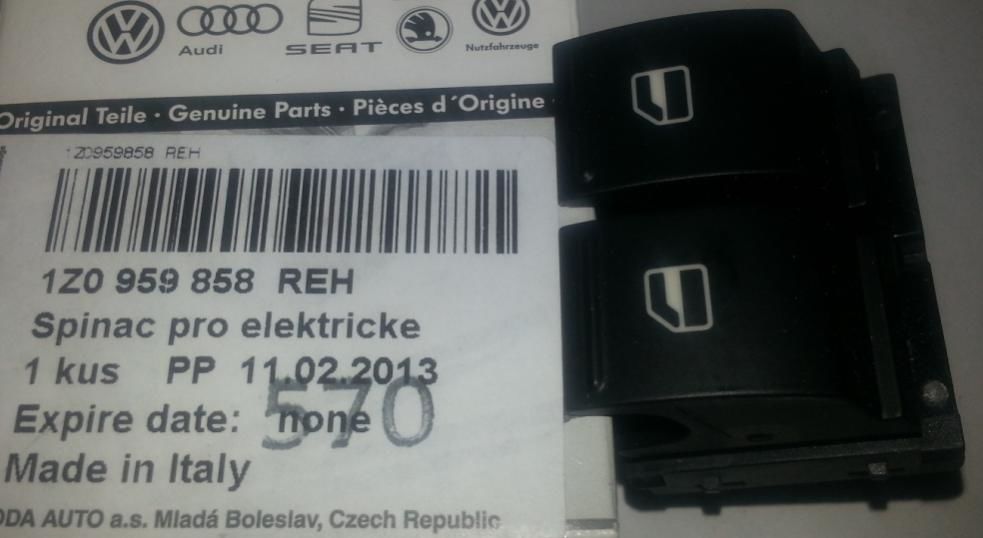 Audi
SEAT
Nutzfahrzeuge
Original Teile · Genuine Parts · Pièces d´Origine
1Z0959858 REH
1Z0 959 858 REH
Spinac pro elektricke
1 kus PP 11.02.2013
Expire date: none
570
Made in Italy
ODA AUTO a.s. Mladá Boleslav, Czech Republic